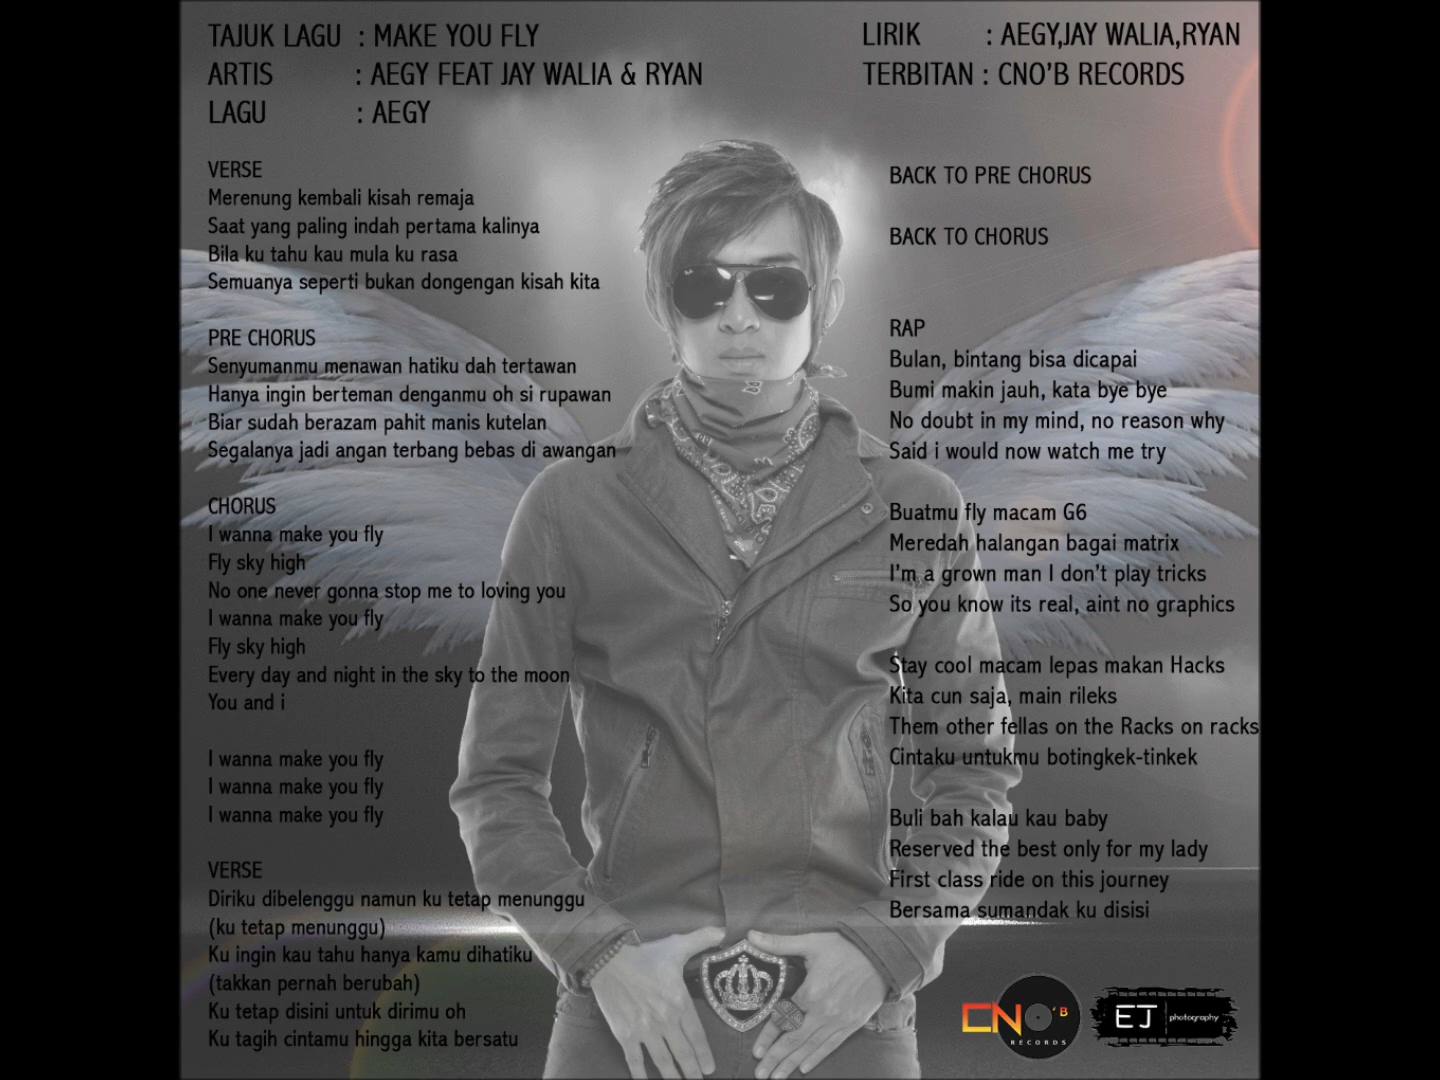 TAJUK LAGU : MAKE YOU FLY
ARTIS : AEGY FEAT JAY WALIA & RYAN
LAGU : AEGY
LIRIK : AEGY,JAY WALIA,RYAN
TERBITAN : CNO'B RECORDS
VERSE
Merenung kembali kisah remaja
Saat yang paling indah pertama kalinya
Bila ku tahu kau mula ku rasa
Semuanya seperti bukan dongengan kisah kita
PRE CHORUS
Senyumanmu menawan hatiku dah tertawan
Hanya ingin berteman denganmu oh si rupawan
Biar sudah berazam pahit manis kutelan
Segalanya jadi angan terbang bebas di awangan
CHORUS
I wanna make you fly
Fly sky high
No one never gonna stop me to loving you
I wanna make you fly
Fly sky high
Every day and night in the sky to the moon
You and i
I wanna make you fly
I wanna make you fly
I wanna make you fly
VERSE
Diriku dibelenggu namun ku tetap menunggu
(ku tetap menunggu)
Ku ingin kau tahu hanya kamu dihatiku
(takkan pernah berubah)
Ku tetap disini untuk dirimu oh
Ku tagih cintamu hingga kita bersatu
BACK TO PRE CHORUS
BACK TO CHORUS
RAP
Bulan, bintang bisa dicapai
Bumi makin jauh, kata bye bye
No doubt in my mind, no reason why
Said i would now watch me try
Buatmu fly macam G6
Meredah halangan bagai matrix
I'm a grown man I don't play tricks
So you know its real, aint no graphics
Stay cool macam lepas makan Hacks
Kita cun saja, main rileks
Them other fellas on the Racks on racks
Cintaku untukmu botingkek-tinkek
Buli bah kalau kau baby
Reserved the best only for my lady
First class ride on this journey
Bersama sumandak ku disisi
CNO'B
RECORDS
EJ photography